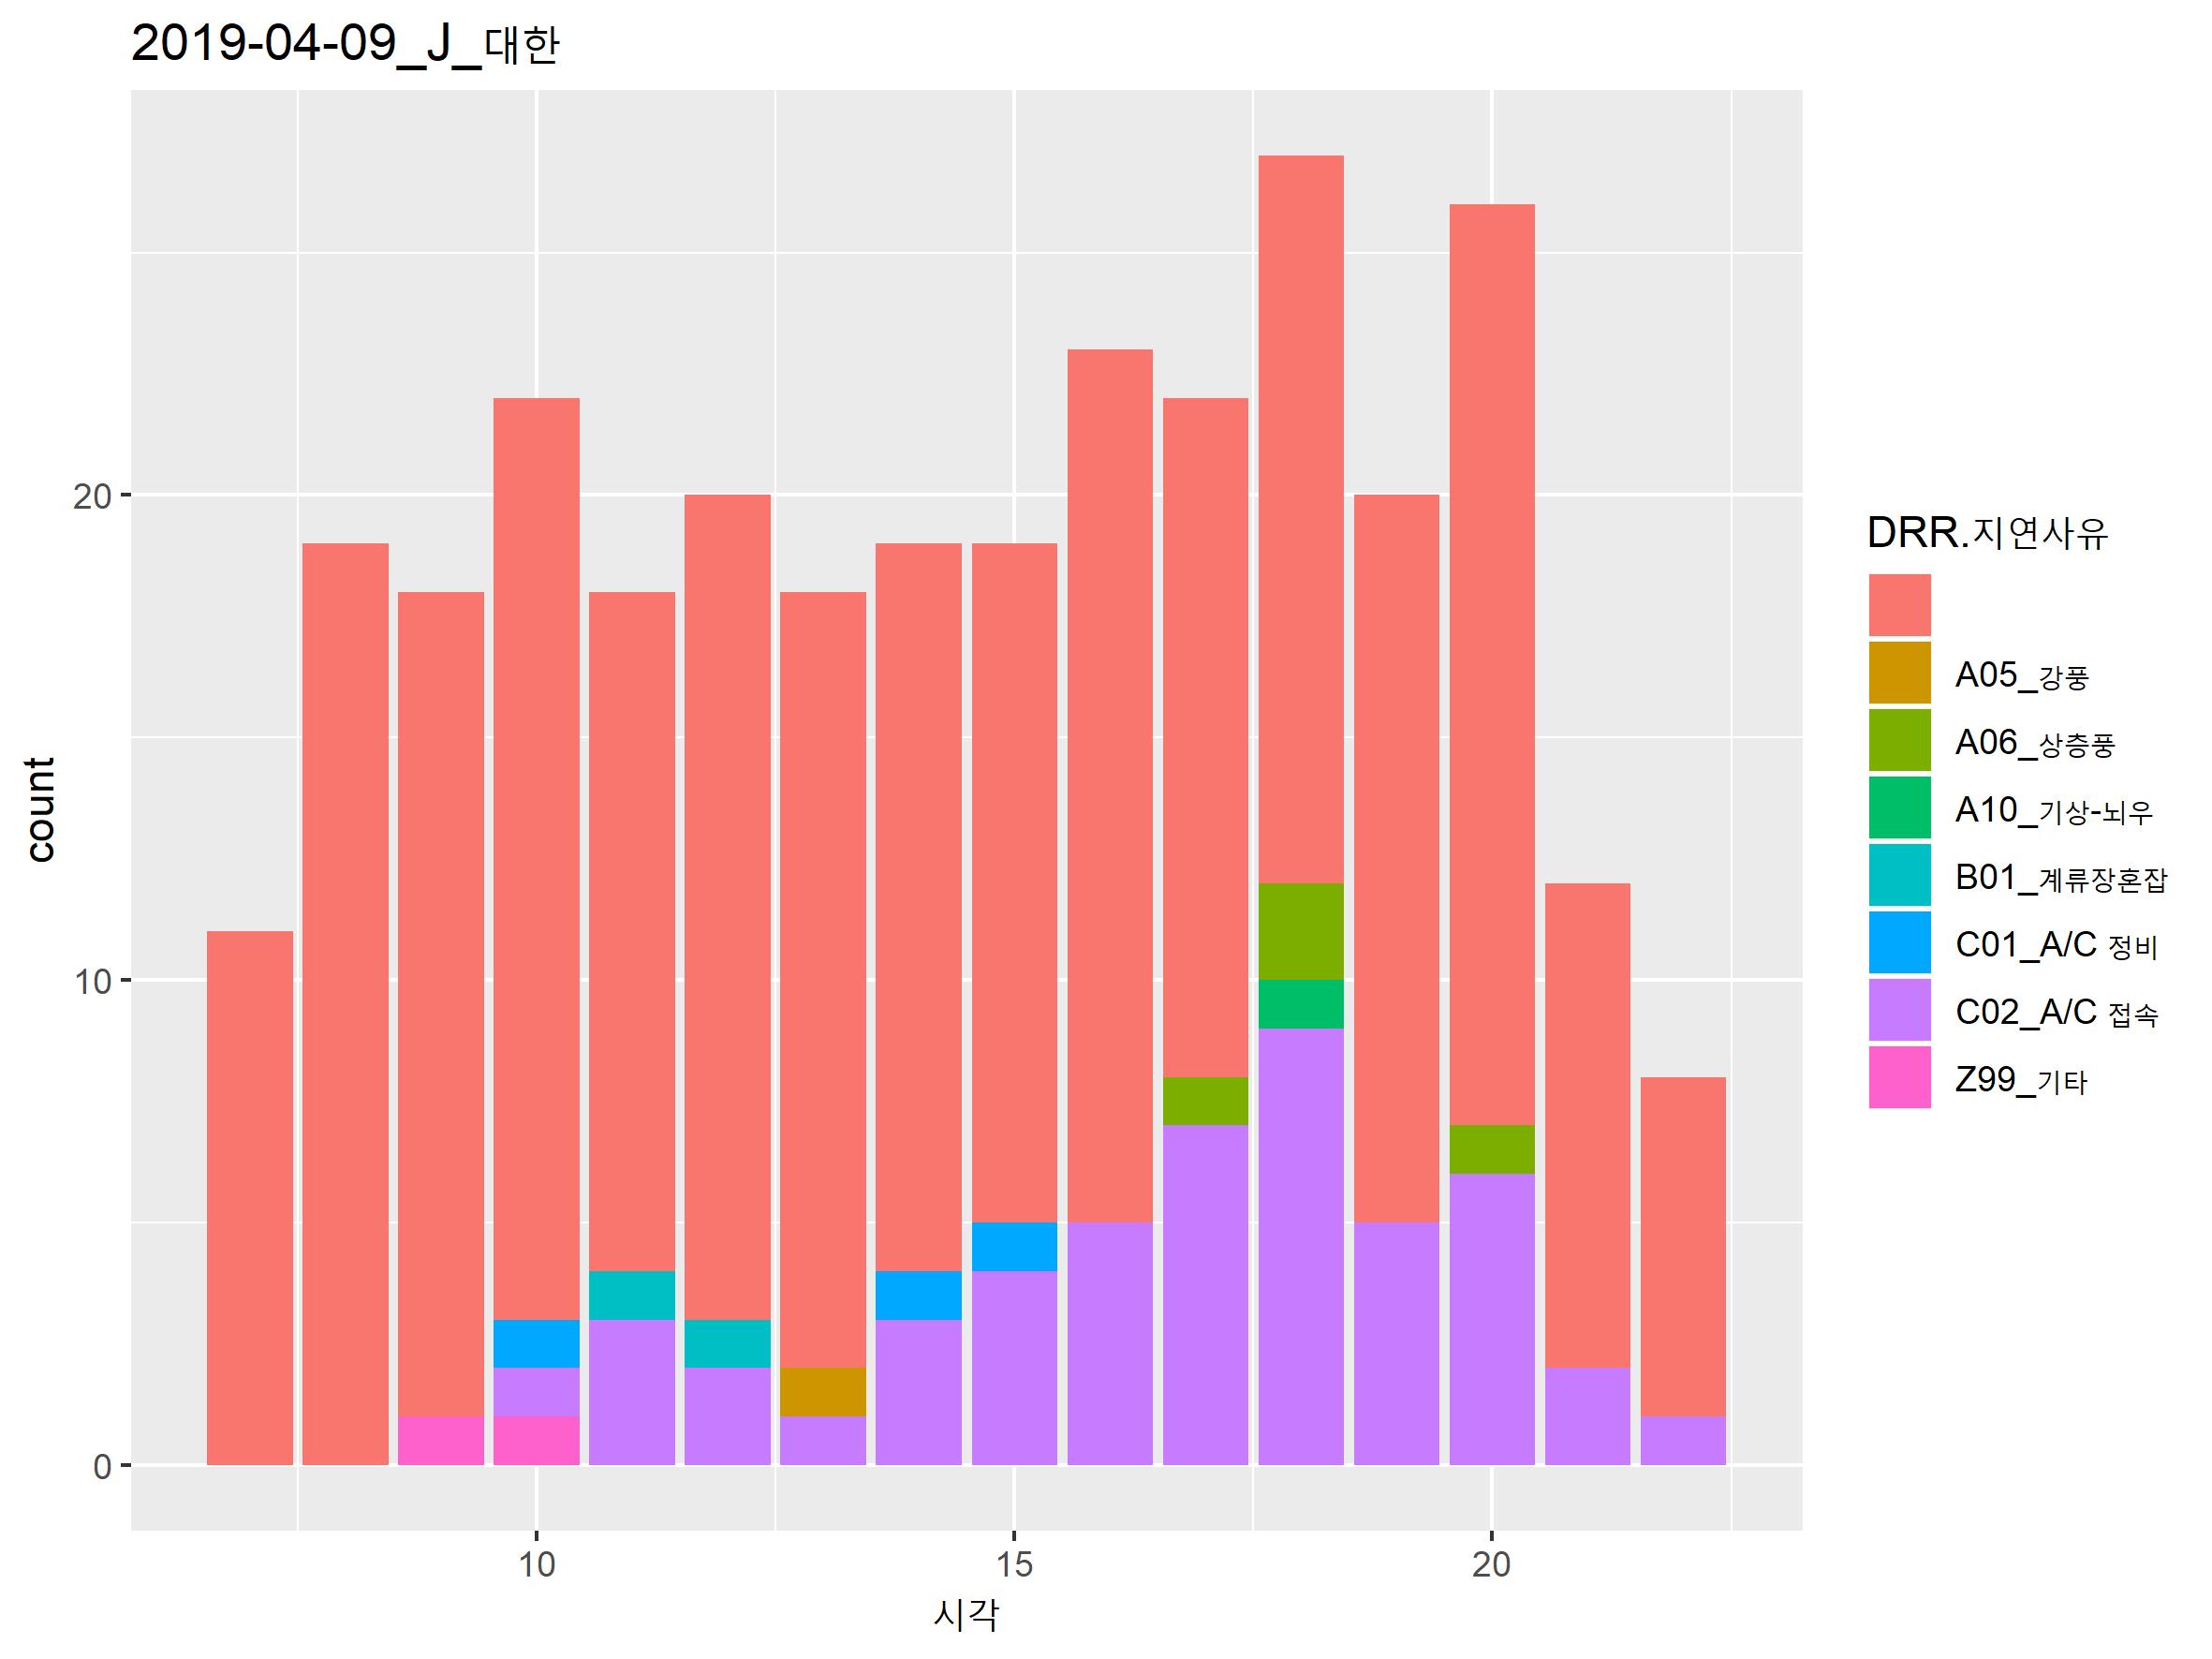 2019-04-09_J_대한
count
20
10
0
10
15
20
시각
DRR.지연사유
A05_강풍
A06_상층풍
A10_기상-뇌우
B01_계류장혼잡
C01_A/C 정비
C02_A/C 접속
Z99_기타